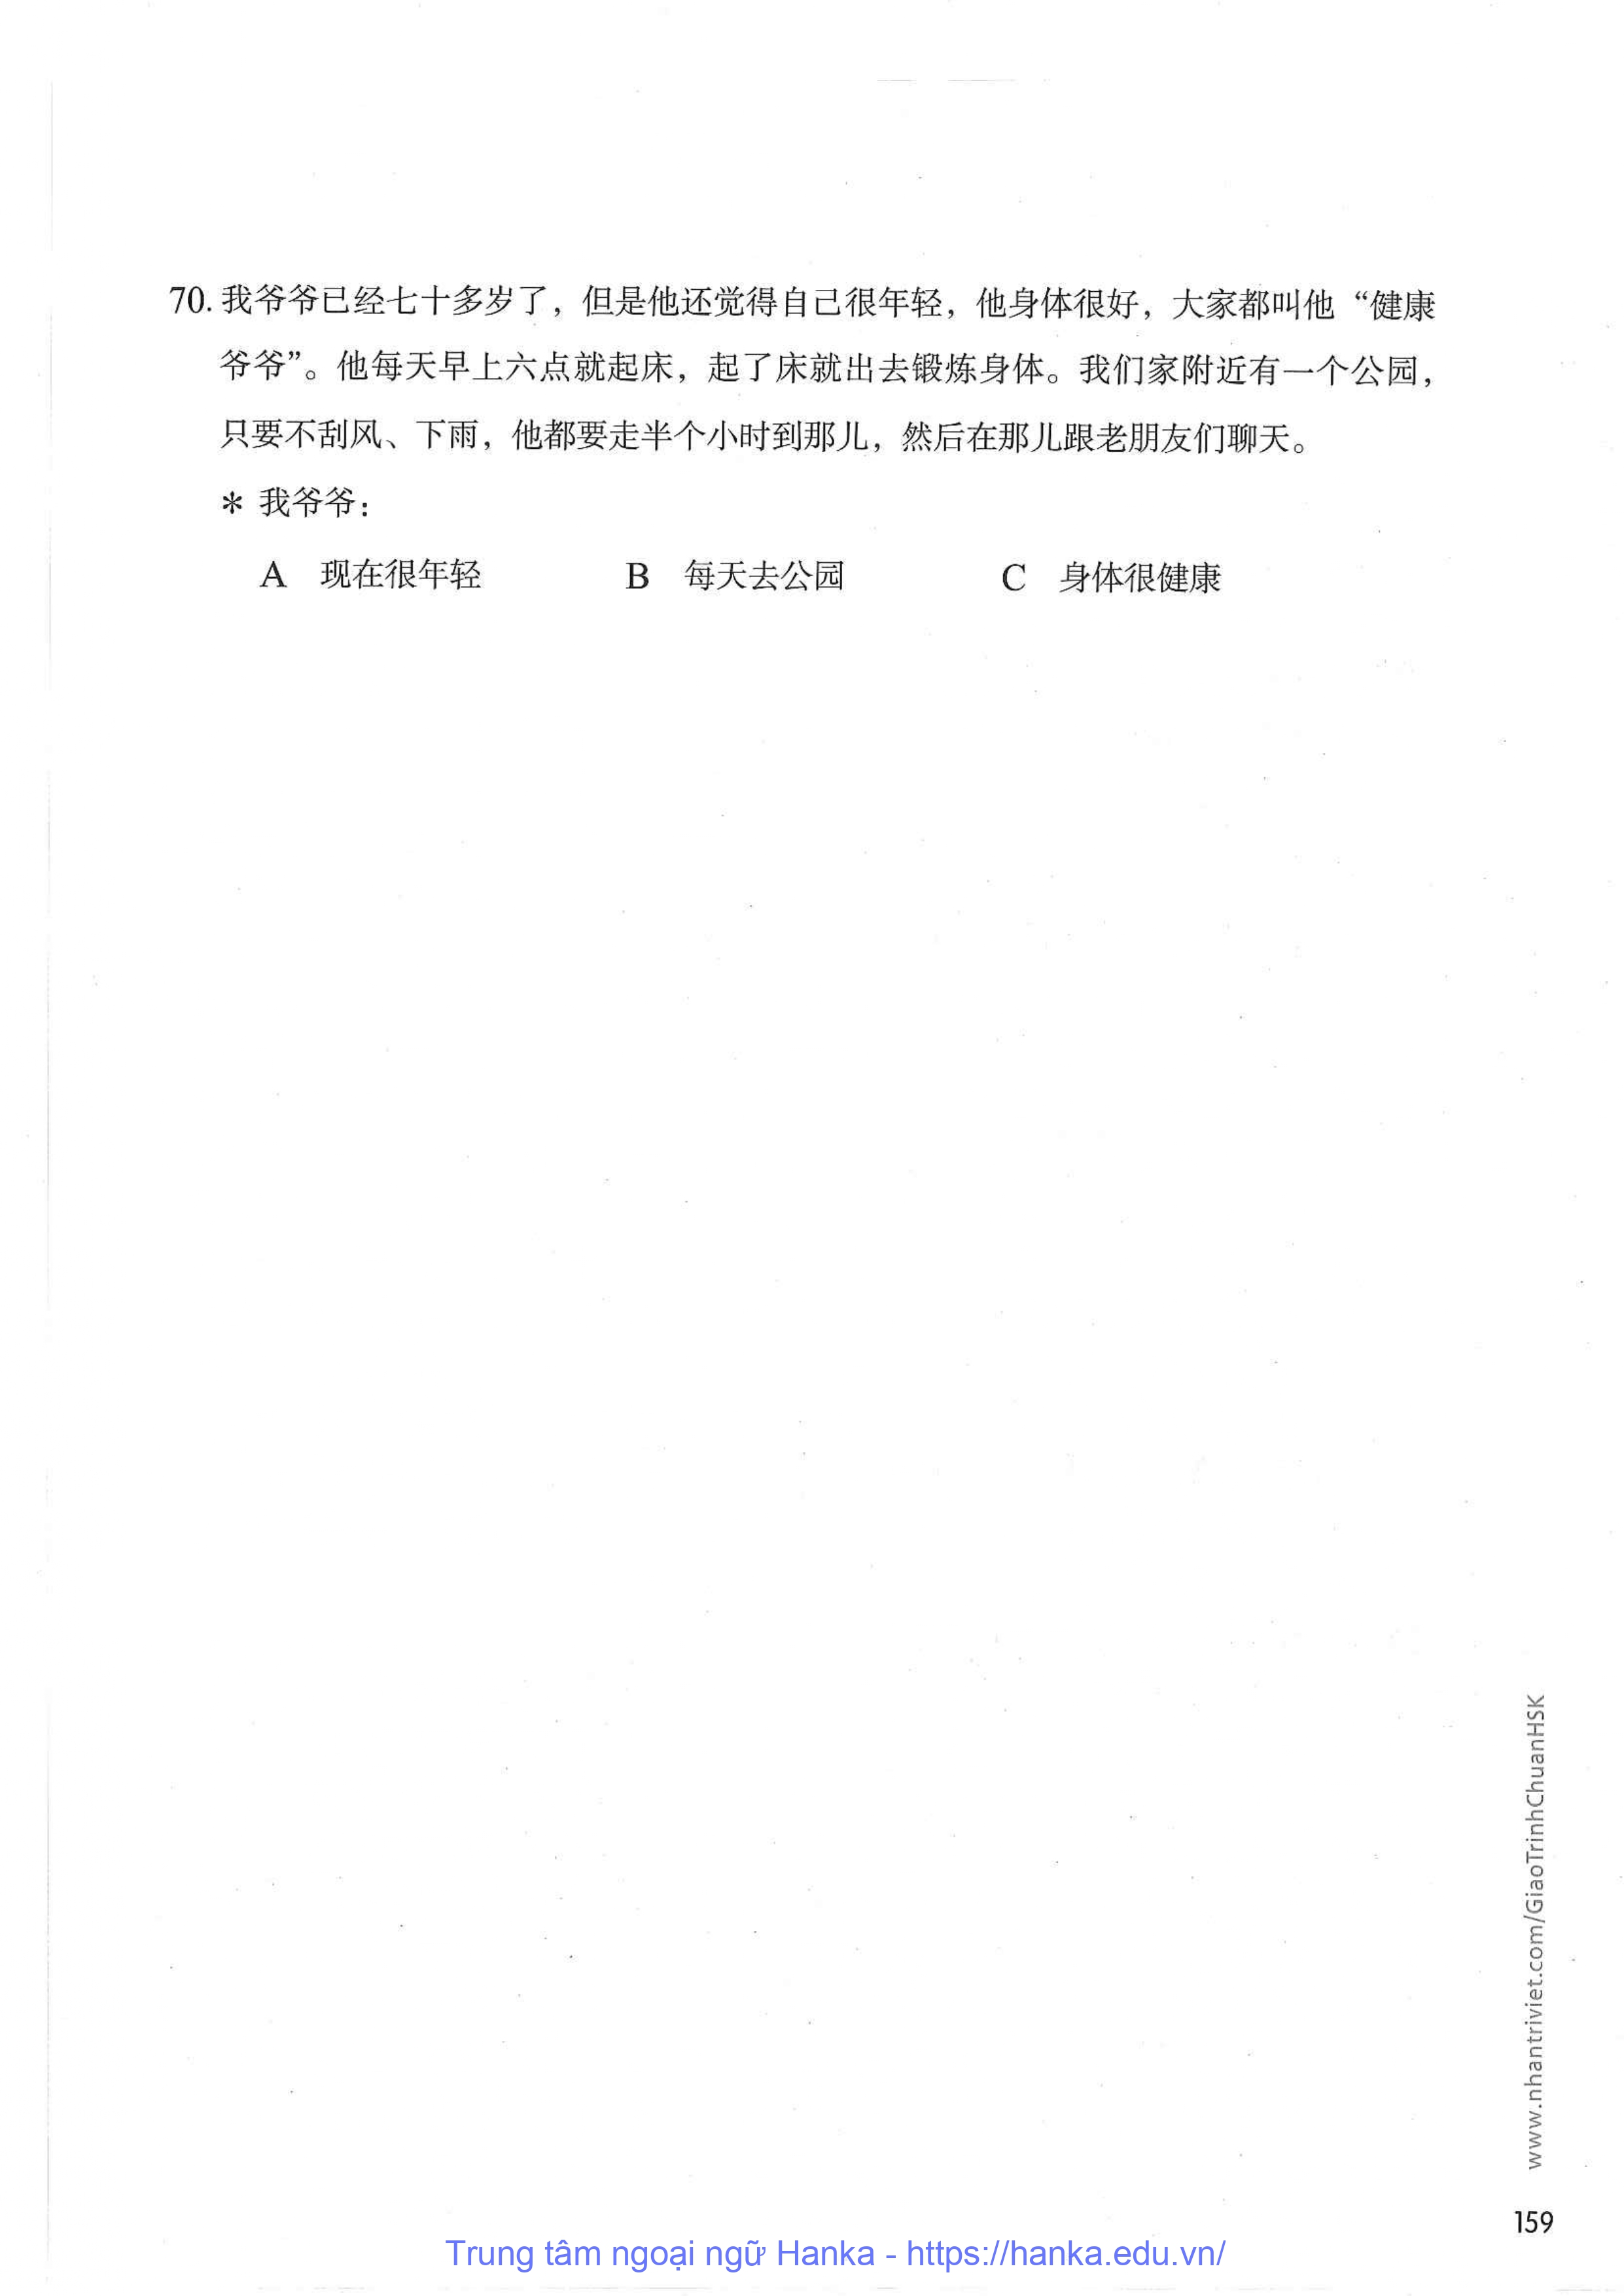 70. 我爷爷已经七十多岁了，但是他还觉得自己很年轻，他身体很好，大家都叫他“健康
爷爷”。他每天早上六点就起床，起了床就出去锻炼身体。我们家附近有一个公园，
只要不刮风、下雨，他都要走半个小时到那儿，然后在那儿跟老朋友们聊天。
* 我爷爷：
A 现在很年轻 B 每天去公园 C 身体很健康
www.nhantriviet.com/GiaoTrinhChuanHSK
159
Trung tâm ngoại ngữ Hanka - https://hanka.edu.vn/